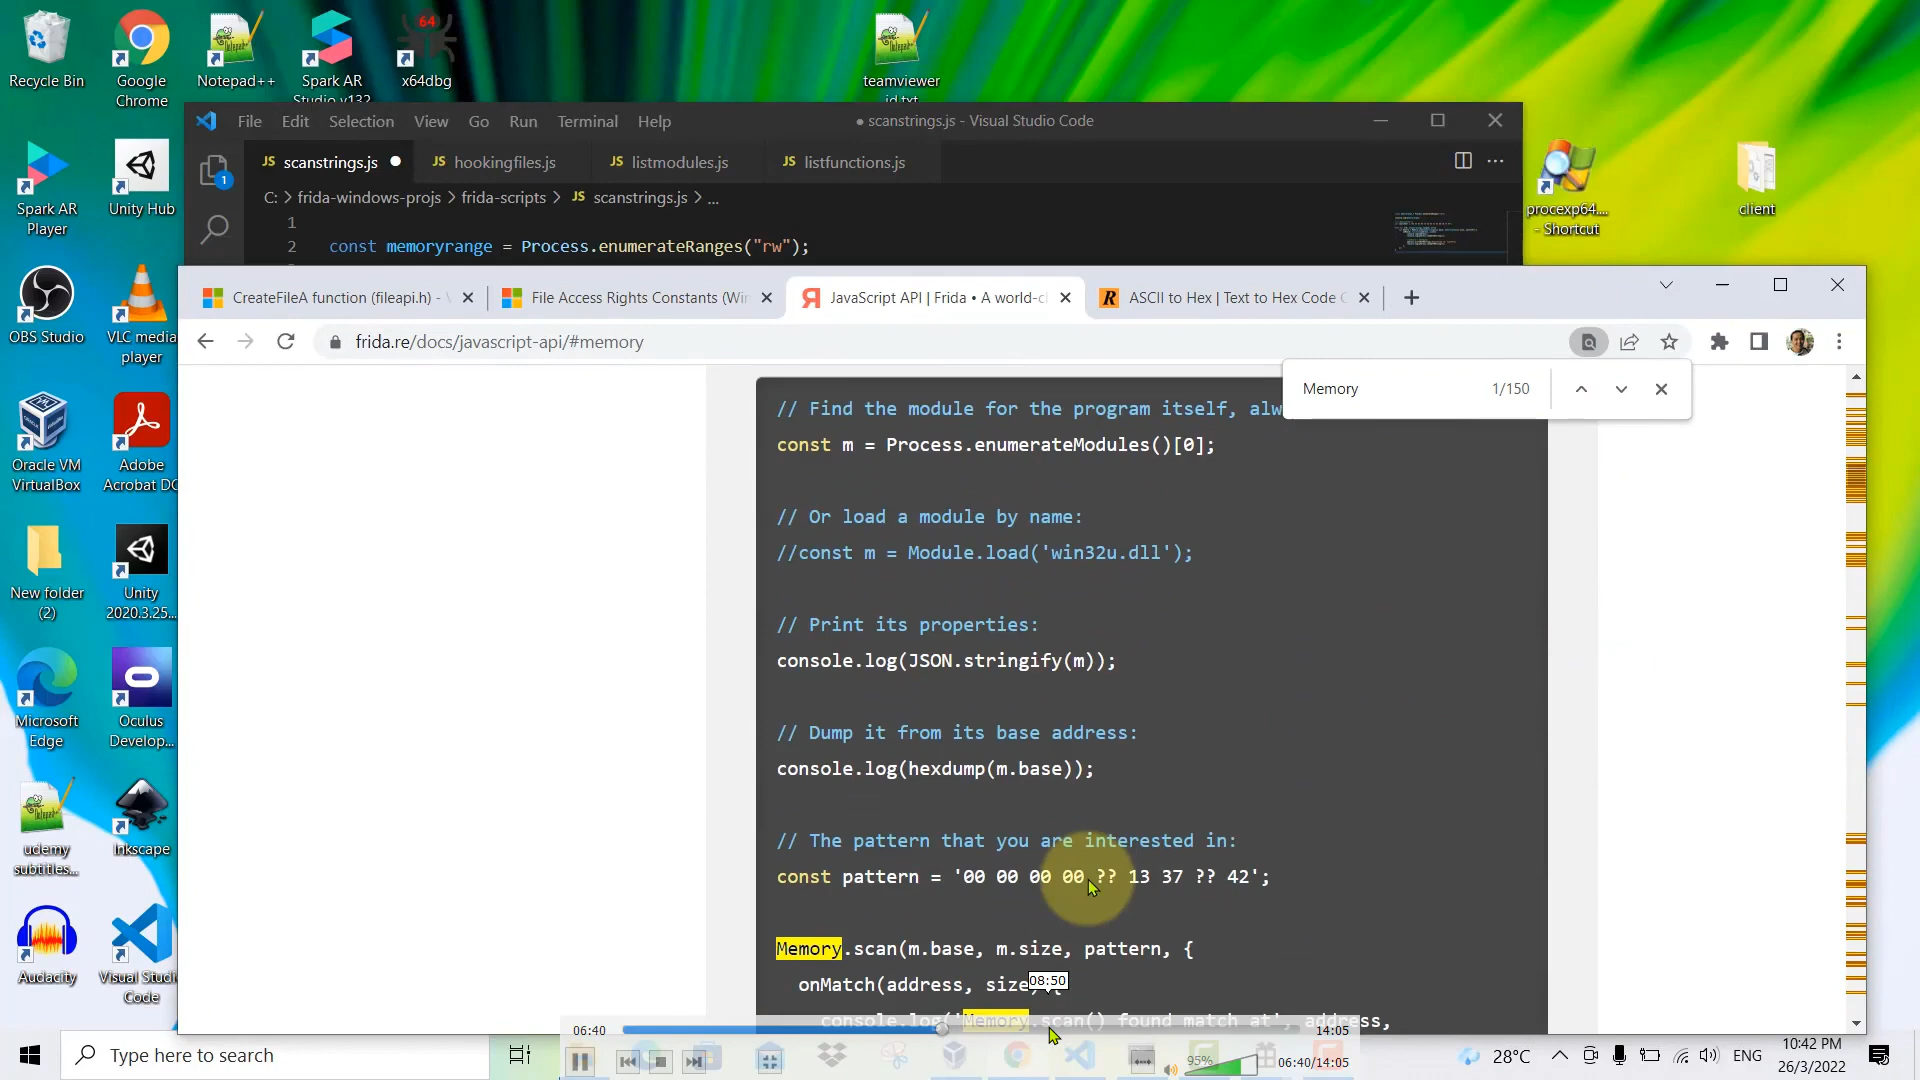 Recycle Bin
Google
Chrome
Notepad++
Spark AR
Studio v132
64
x64dbg
teamviewer
id.txt
File Edit Selection View Go Run Terminal Help
● scanstrings.js - Visual Studio Code
JS scanstrings.js ●
JS hookingfiles.js
JS listmodules.js
JS listfunctions.js
1
C: > frida-windows-projs > frida-scripts > JS scanstrings.js > ...
1
2 const memoryrange = Process.enumerateRanges("rw");
Spark AR
Player
Unity Hub
procexp64....
- Shortcut
client
CreateFileA function (fileapi.h) -
File Access Rights Constants (Wi
JavaScript API | Frida • A world-cl
ASCII to Hex | Text to Hex Code
frida.re/docs/javascript-api/#memory
Memory 1/150
OBS Studio
VLC media
player
// Find the module for the program itself, alw
const m = Process.enumerateModules()[0];
// Or load a module by name:
//const m = Module.load('win32u.dll');
// Print its properties:
console.log(JSON.stringify(m));
// Dump it from its base address:
console.log(hexdump(m.base));
// The pattern that you are interested in:
const pattern = '00 00 00 00 ?? 13 37 ?? 42';
Memory.scan(m.base, m.size, pattern, {
onMatch(address, size) {
08:50
console.log('Memory.scan() found match at', address,
Oracle VM
VirtualBox
Adobe
Acrobat DC
New folder
(2)
Unity
2020.3.25...
Microsoft
Edge
Oculus
Develop...
udemy
subtitles...
Inkscape
Audacity
Visual Studi
Code
06:40
14:05
95%
06:40/14:05
Type here to search
28°C
ENG
10:42 PM
26/3/2022